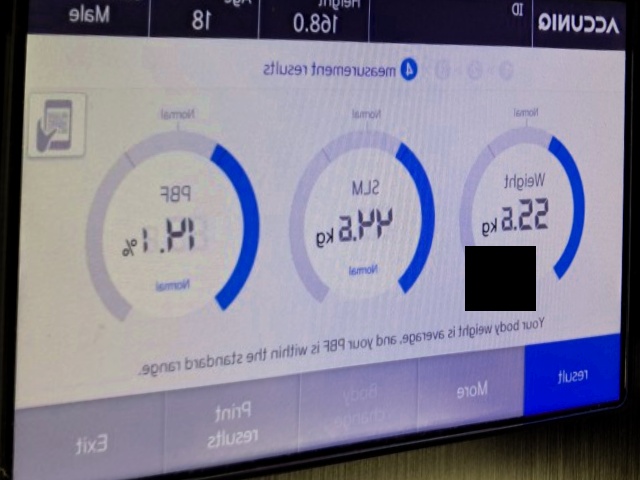 ACCUNIQ
ID
Height
168.0
Age
18
Male
4 measurement results
Normal
Weight
55.6 kg
Normal
SLM
44.6 kg
Normal
Normal
PBF
14.1 %
Normal
Your body weight is average, and your PBF is within the standard range.
result
More
Body
change
Print
results
Exit